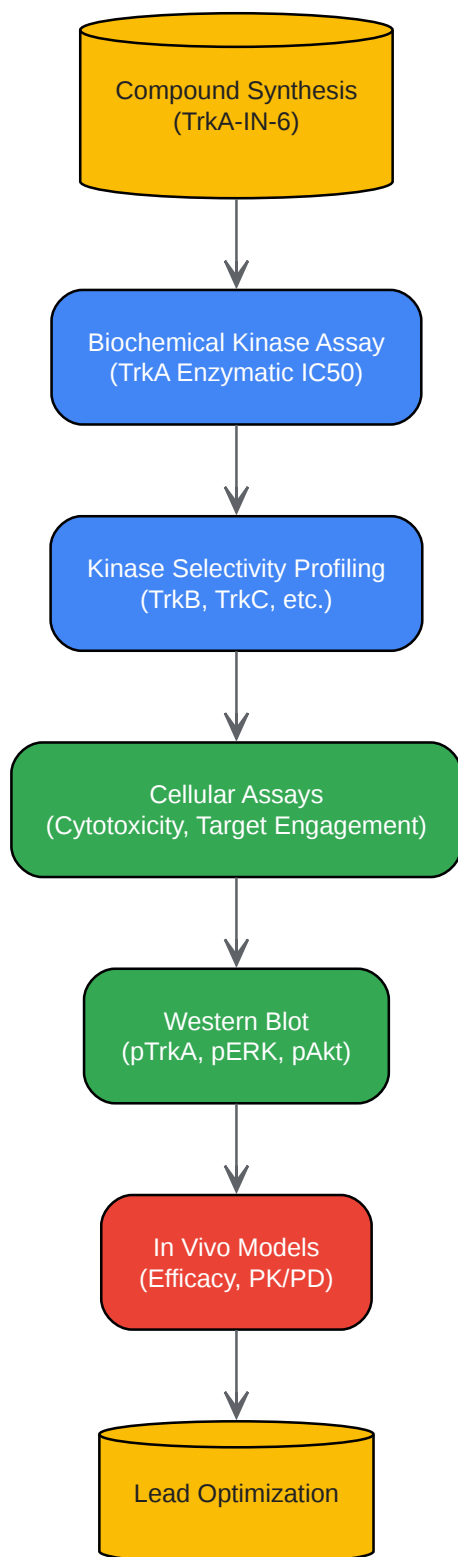 Compound Synthesis
(TrkA-IN-6)
Biochemical Kinase Assay
(TrkA Enzymatic IC50)
Kinase Selectivity Profiling
(TrkB, TrkC, etc.)
Cellular Assays
(Cytotoxicity, Target Engagement)
Western Blot
(pTrkA, pERK, pAkt)
In Vivo Models
(Efficacy, PK/PD)
Lead Optimization